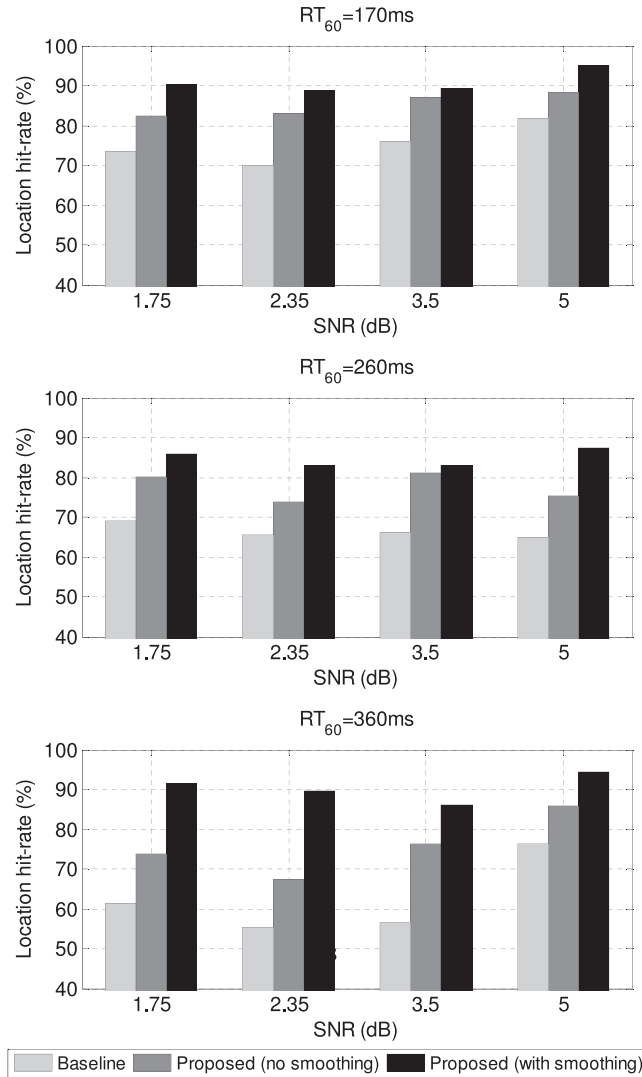 RT60=170ms
Location hit-rate (%)
100
90
80
70
60
50
40
1.75 2.35 3.5 5
SNR (dB)
RT60=260ms
Location hit-rate (%)
100
90
80
70
60
50
40
1.75 2.35 3.5 5
SNR (dB)
RT60=360ms
Location hit-rate (%)
100
90
80
70
60
50
40
1.75 2.35 3.5 5
SNR (dB)
Baseline Proposed (no smoothing) Proposed (with smoothing)